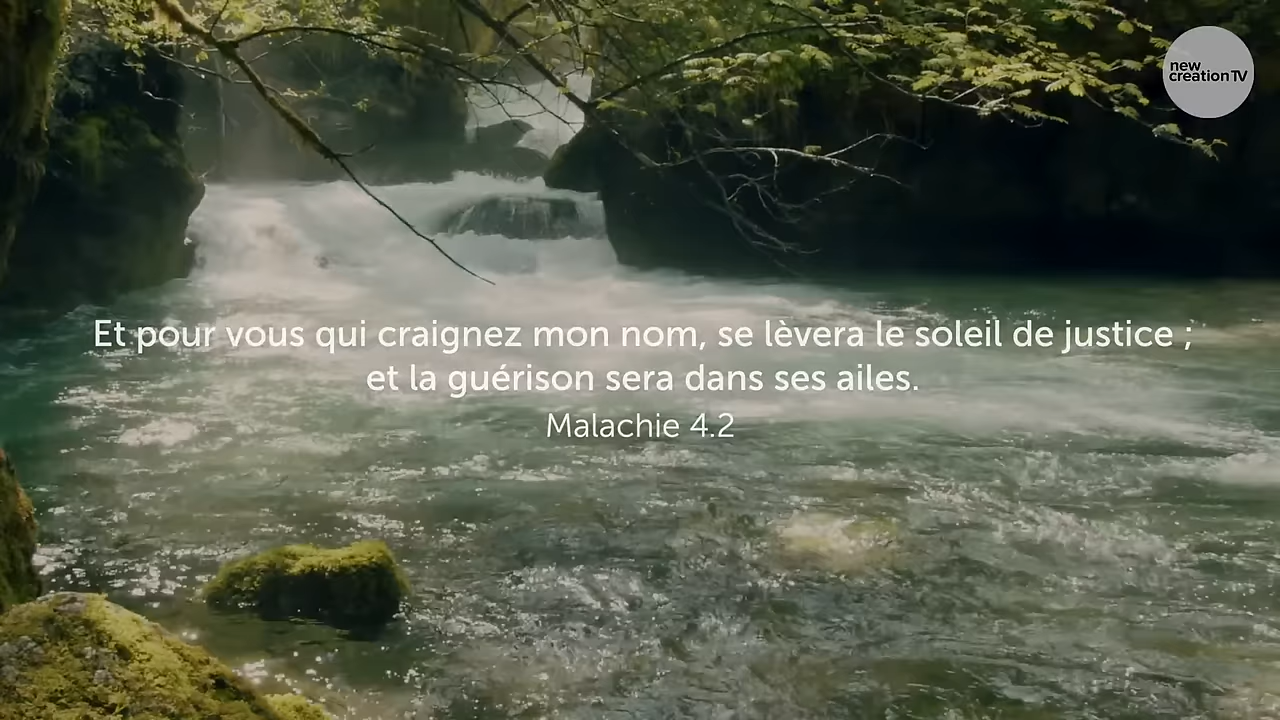 new
creation TV
Et pour vous qui craignez mon nom, se lèvera le soleil de justice ;
et la guérison sera dans ses ailes.
Malachie 4.2